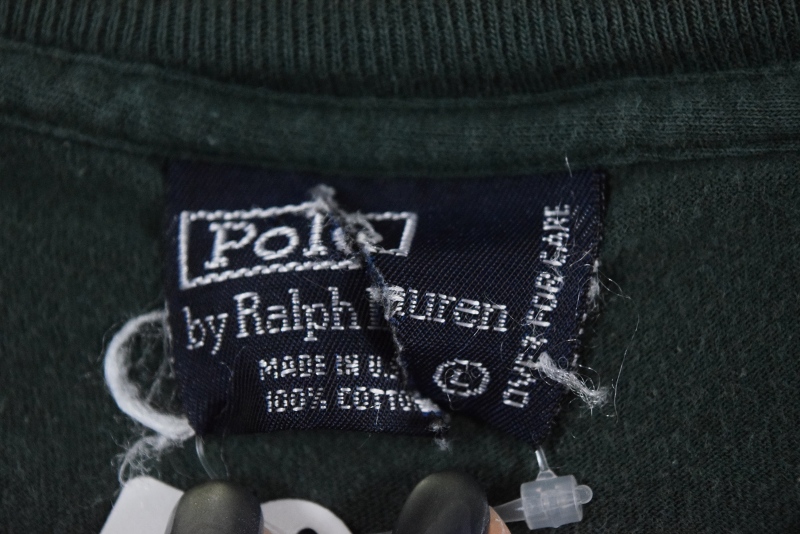 Polo
by Ralph Lauren
MADE IN U.S.A.
100% COTTON
®
OVER FOR CARE